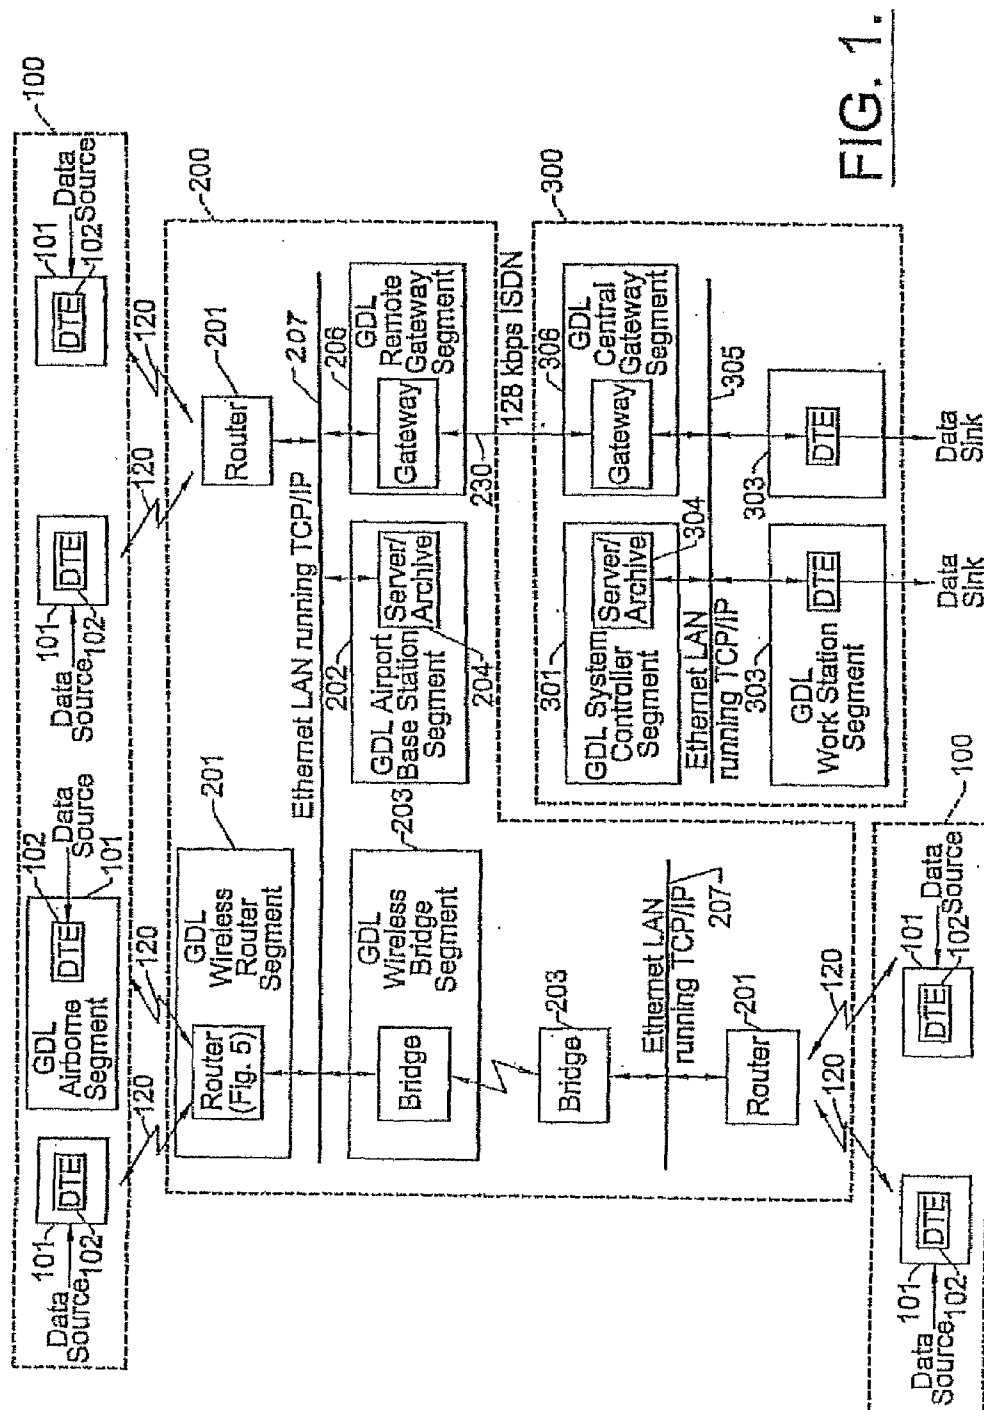 100
101
Data
Source
DTE
102
GDL
Airborne
Segment
DTE
102
Data
Source
101
101
Data
Source
DTE
102
101
Data
Source
DTE
102
120
120
120
120
200
Router
(Fig. 5)
GDL
Wireless
Router
Segment
201
Router
201
Ethernet LAN running TCP/IP
207
GDL
Wireless
Bridge
Segment
Bridge
203
202
GDL Airport
Base Station
Segment
Server/
Archive
204
206
GDL
Remote
Gateway
Segment
Gateway
230
128 kbps ISDN
Bridge
203
Ethernet LAN
running TCP/IP
207
Router
201
300
301
GDL System
Controller
Segment
Server/
Archive
304
306
GDL
Central
Gateway
Segment
Gateway
Ethernet LAN
running TCP/IP
305
303
GDL
Work Station
Segment
DTE
303
DTE
Data
Sink
Data
Sink
120
120
100
101
Data
Source
DTE
102
101
Data
Source
DTE
102
FIG. 1.